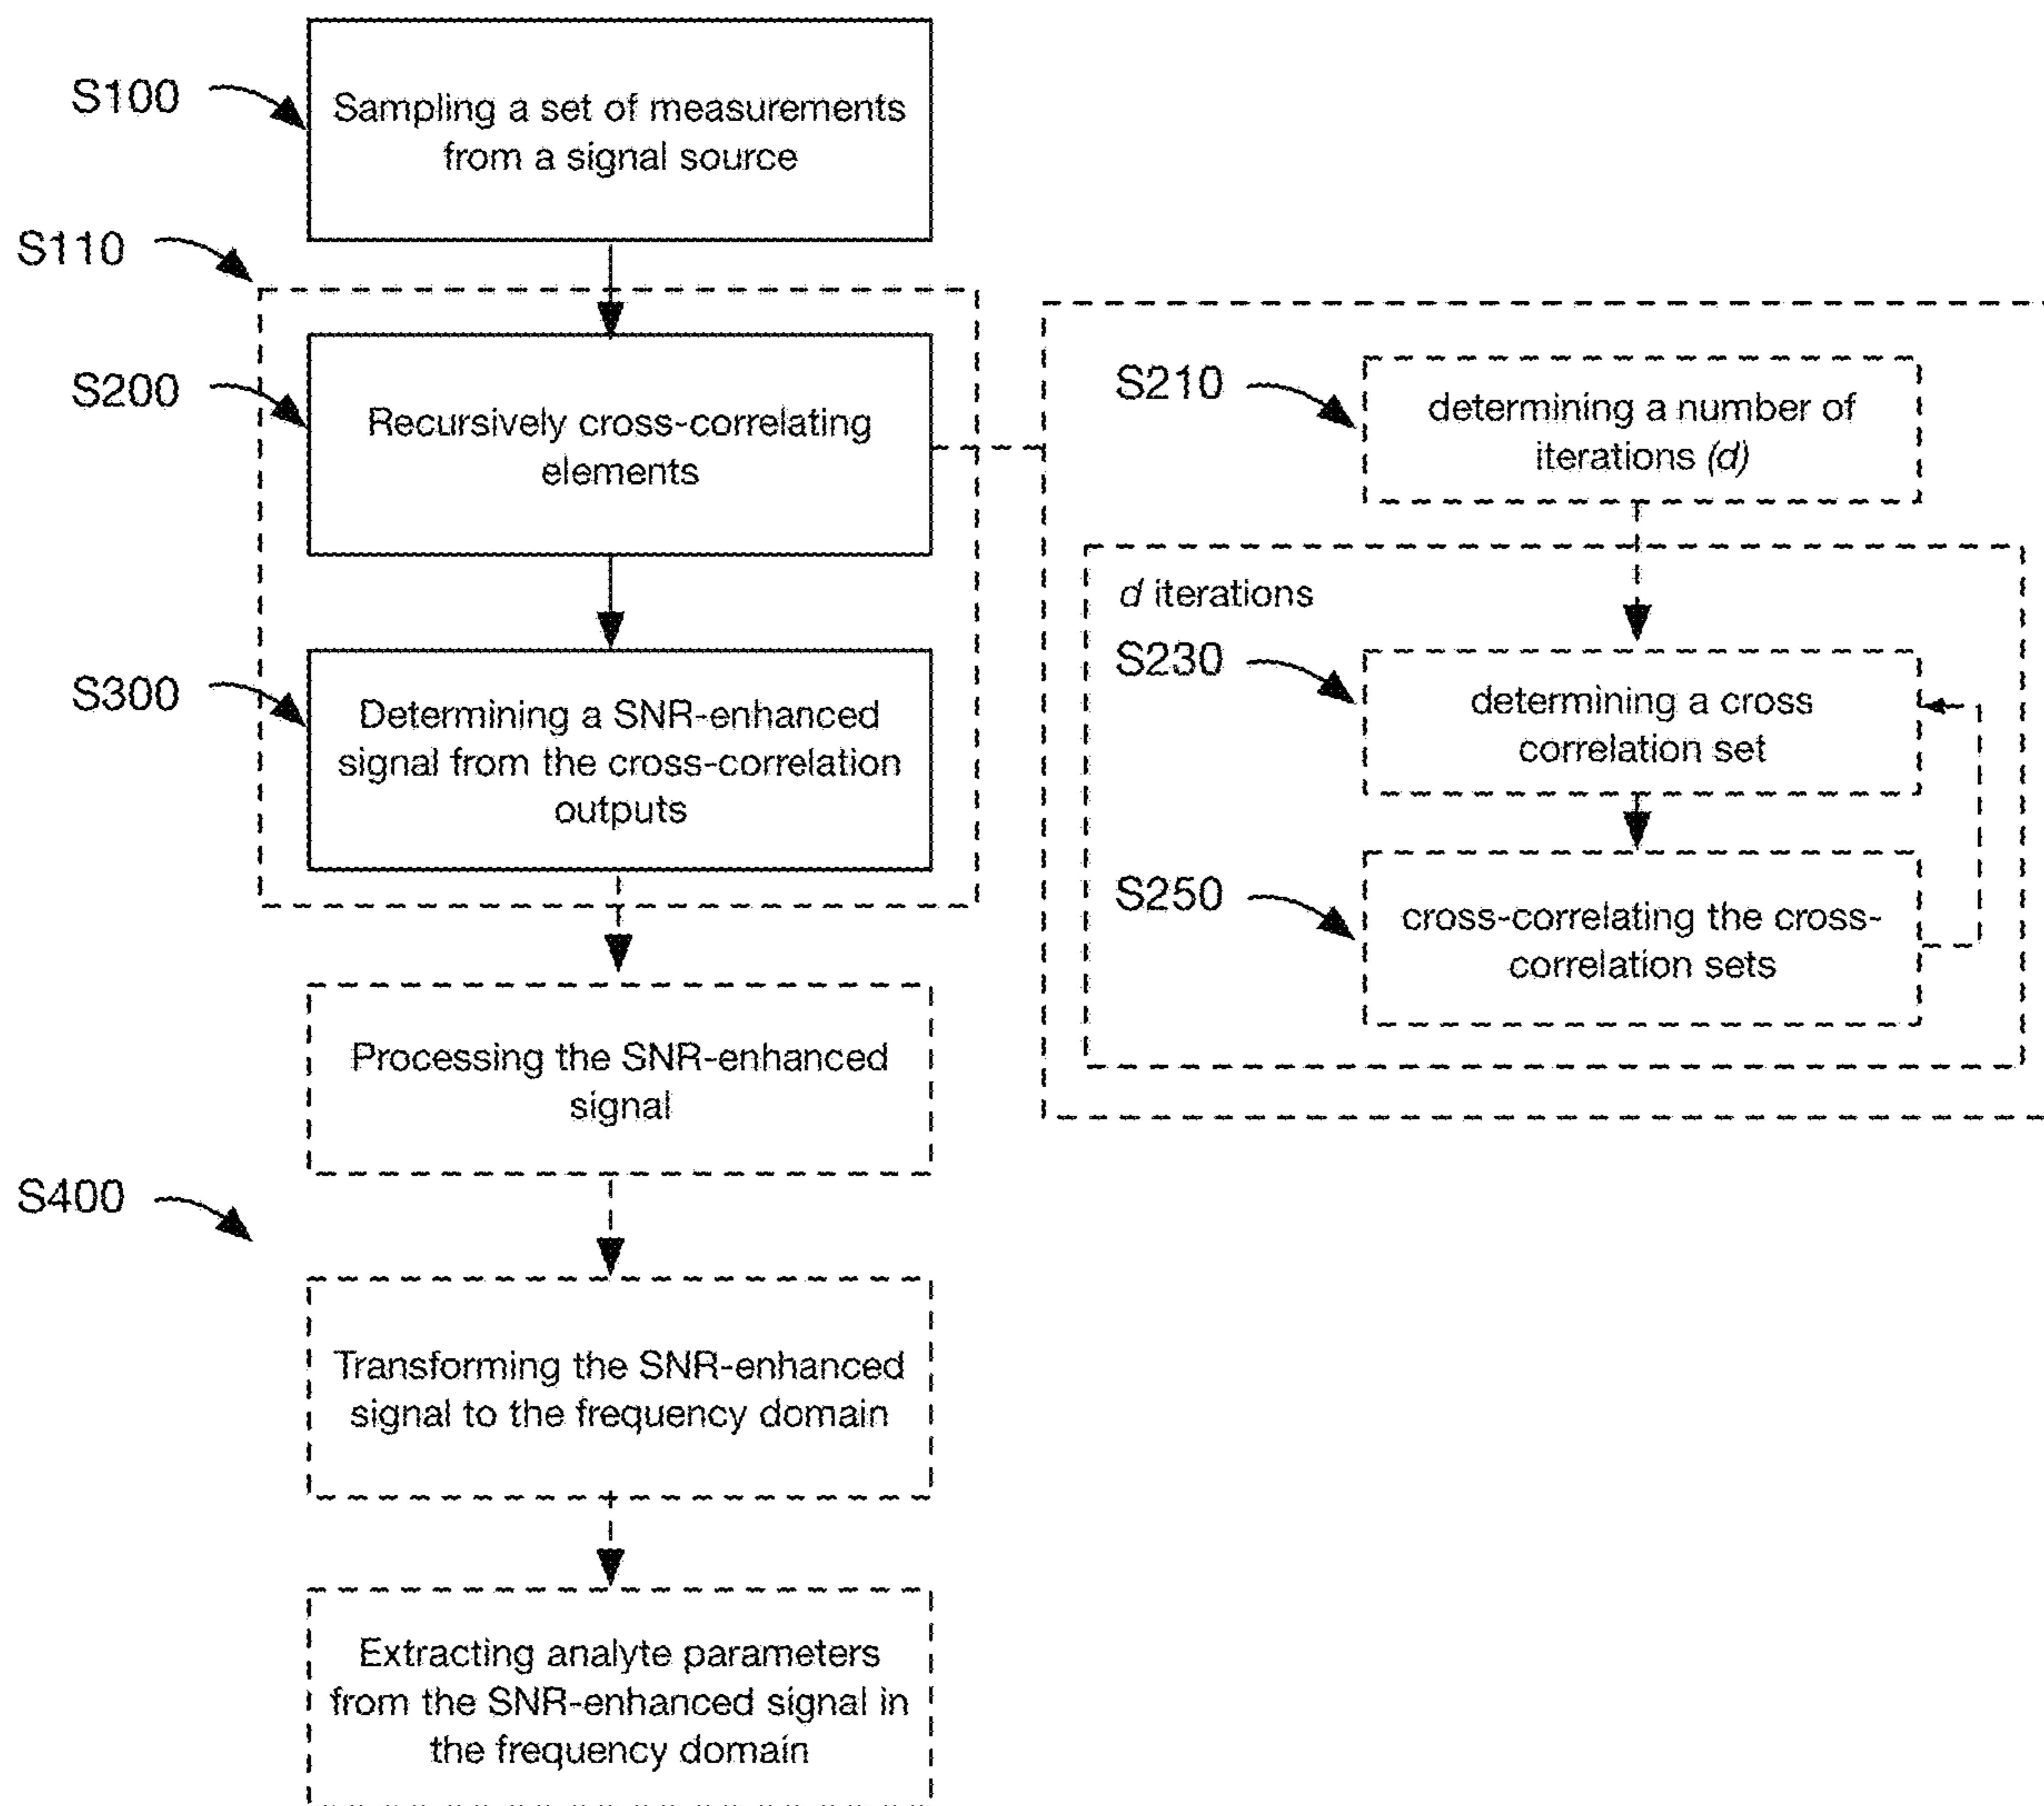 S100
Sampling a set of measurements
from a signal source
S110
S200
Recursively cross-correlating
elements
S300
Determining a SNR-enhanced
signal from the cross-correlation
outputs
Processing the SNR-enhanced
signal
S400
Transforming the SNR-enhanced
signal to the frequency domain
Extracting analyte parameters
from the SNR-enhanced signal in
the frequency domain
S210
determining a number of
iterations (d)
d iterations
S230
determining a cross
correlation set
S250
cross-correlating the cross-
correlation sets